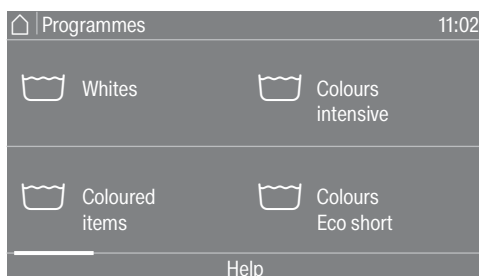 Programmes 11:02
Whites
Colours
intensive
Coloured
items
Colours
Eco short
Help